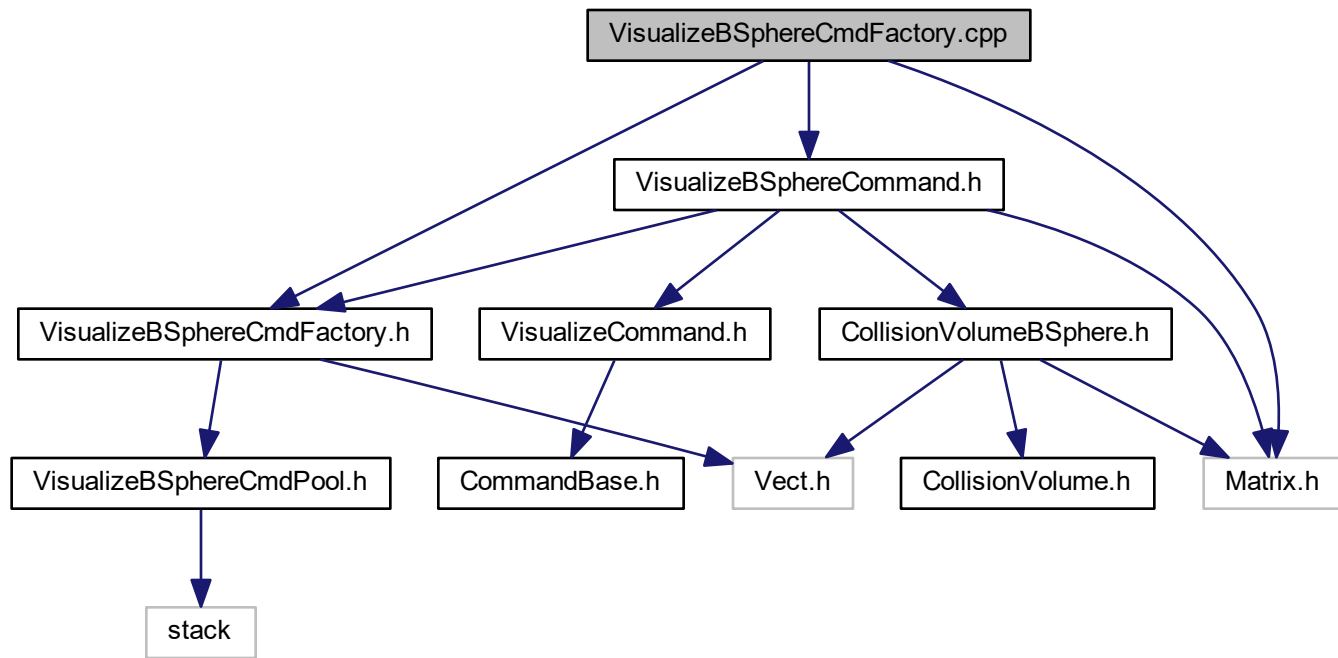 VisualizeBSphereCmdFactory.cpp
VisualizeBSphereCommand.h
VisualizeBSphereCmdFactory.h
VisualizeCommand.h
CollisionVolumeBSphere.h
VisualizeBSphereCmdPool.h
CommandBase.h
Vect.h
CollisionVolume.h
Matrix.h
stack